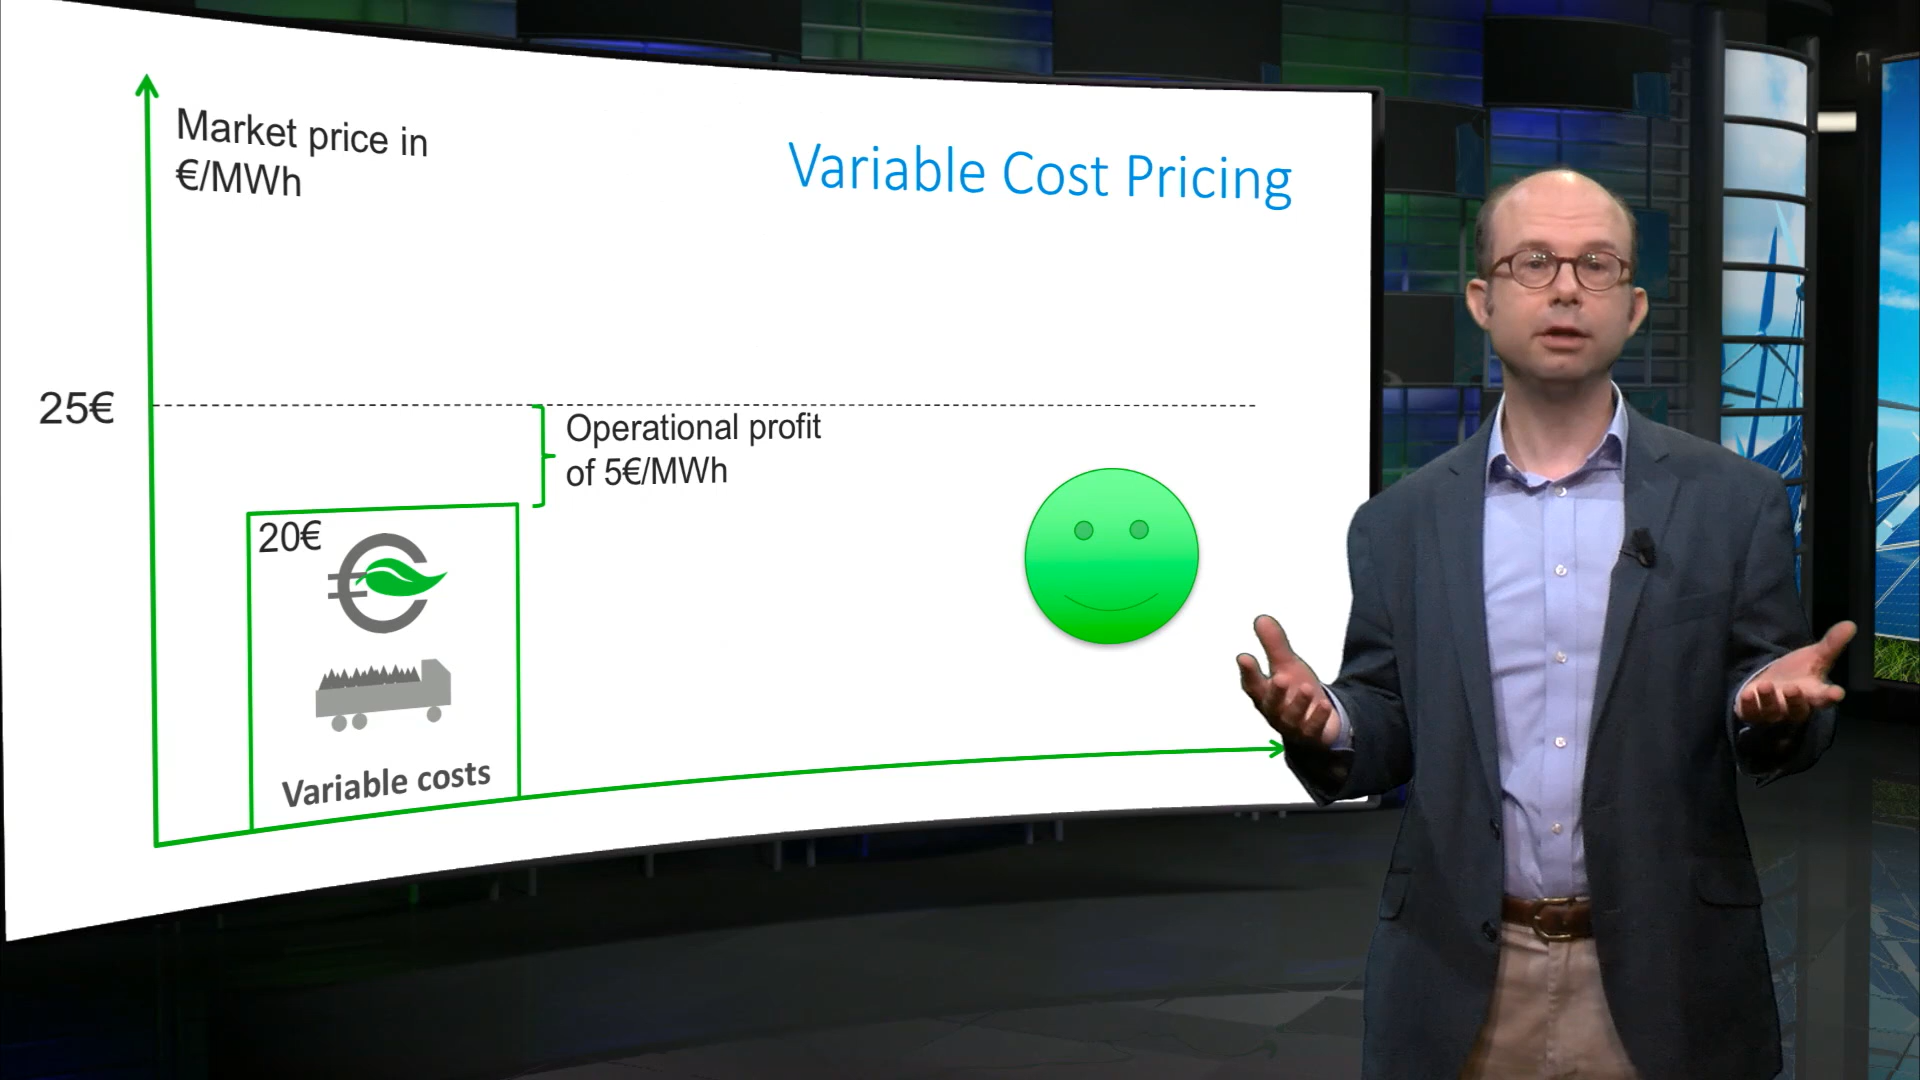 Variable Cost Pricing
Market price in
€/MWh
25€
Operational profit
of 5€/MWh
20€
Variable costs